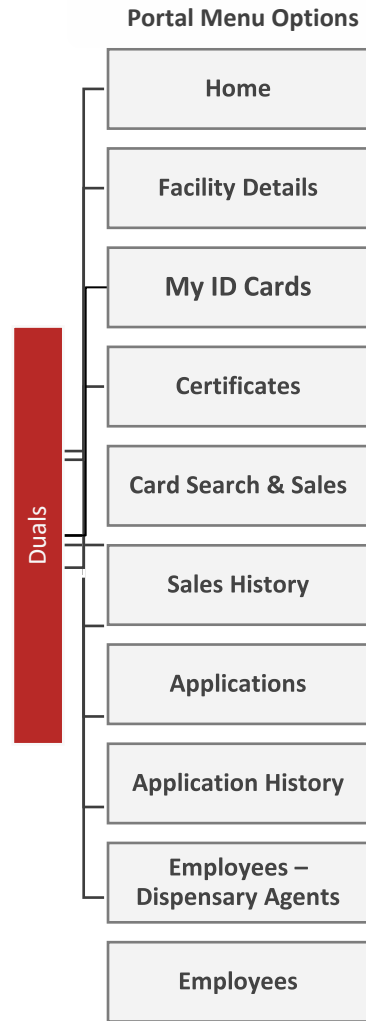 Portal Menu Options
Home
Facility Details
My ID Cards
Certificates
Card Search & Sales
Duals
Sales History
Applications
Application History
Employees –
Dispensary Agents
Employees